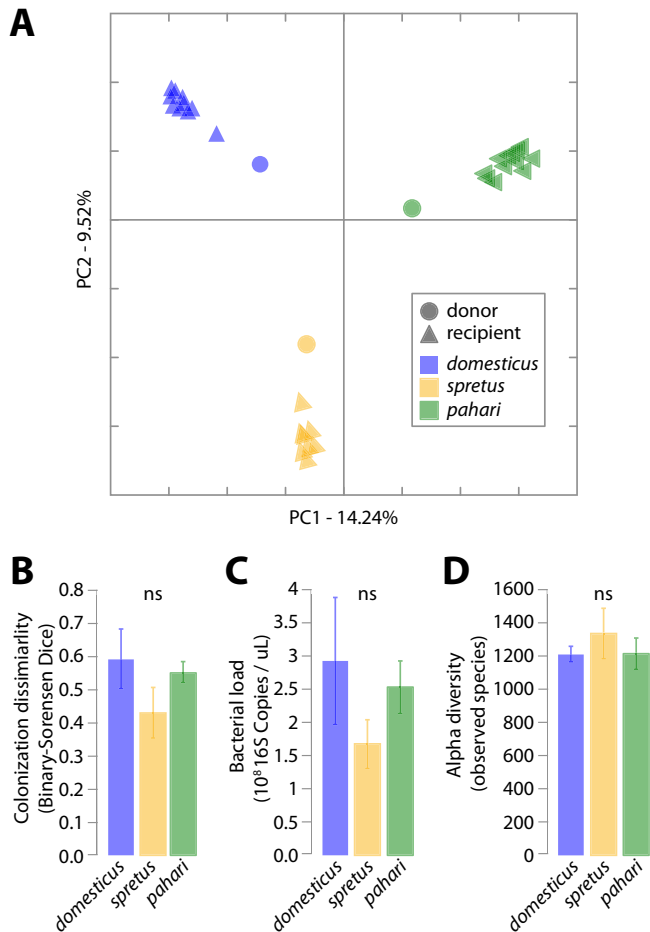 A
PC2 - 9.52%
donor
recipient
domesticus
spretus
pahari
PC1 - 14.24%
B
Colonization dissimiarlity
(Binary-Sorensen Dice)
0.8
0.7
0.6
0.5
0.4
0.3
0.2
0.1
0.0
ns
domesticus
spretus
pahari
C
Bacterial load
(10⁸ 16S Copies / uL)
4
3.5
3
2.5
2
1.5
1
0.5
0
ns
domesticus
spretus
pahari
D
Alpha diversity
(observed species)
1600
1400
1200
1000
800
600
400
200
0
ns
domesticus
spretus
pahari